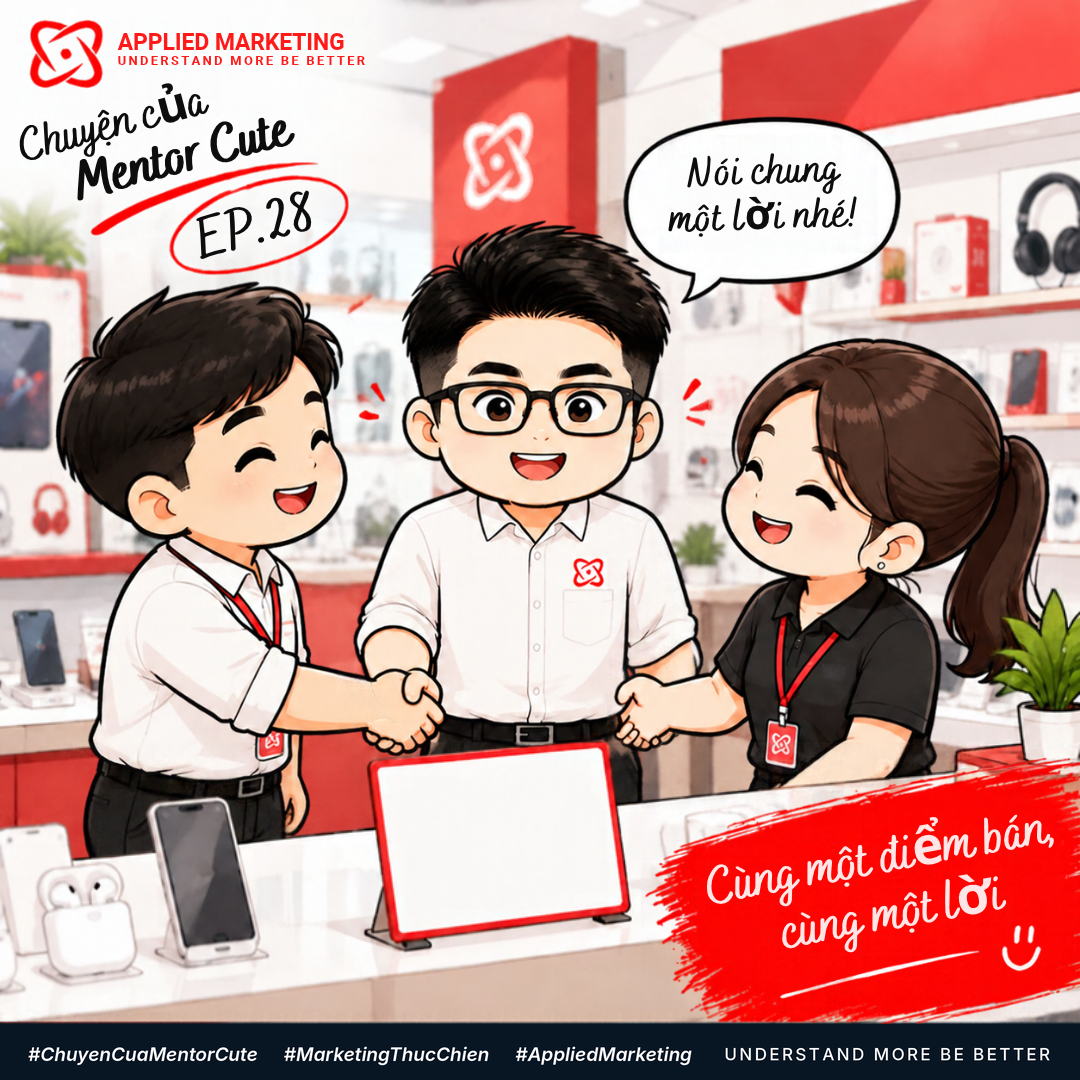 APPLIED MARKETING
UNDERSTAND MORE BE BETTER
Chuyện của
Mentor Cute
EP.28
Nói chung
một lời nhé!
Cùng một điểm bán,
cùng một lời
#ChuyenCuaMentorCute #MarketingThucChien #AppliedMarketing UNDERSTAND MORE BE BETTER